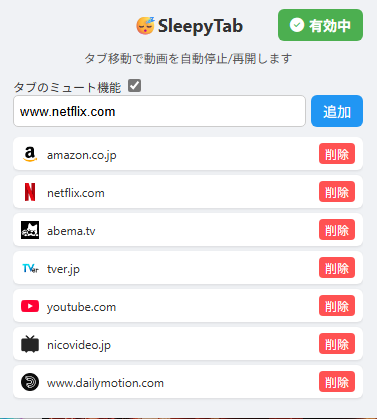 😴SleepyTab
有効中
タブ移動で動画を自動停止/再開します
タブのミュート機能
www.netflix.com
追加
amazon.co.jp
削除
netflix.com
削除
abema.tv
削除
tver.jp
削除
youtube.com
削除
nicovideo.jp
削除
www.dailymotion.com
削除